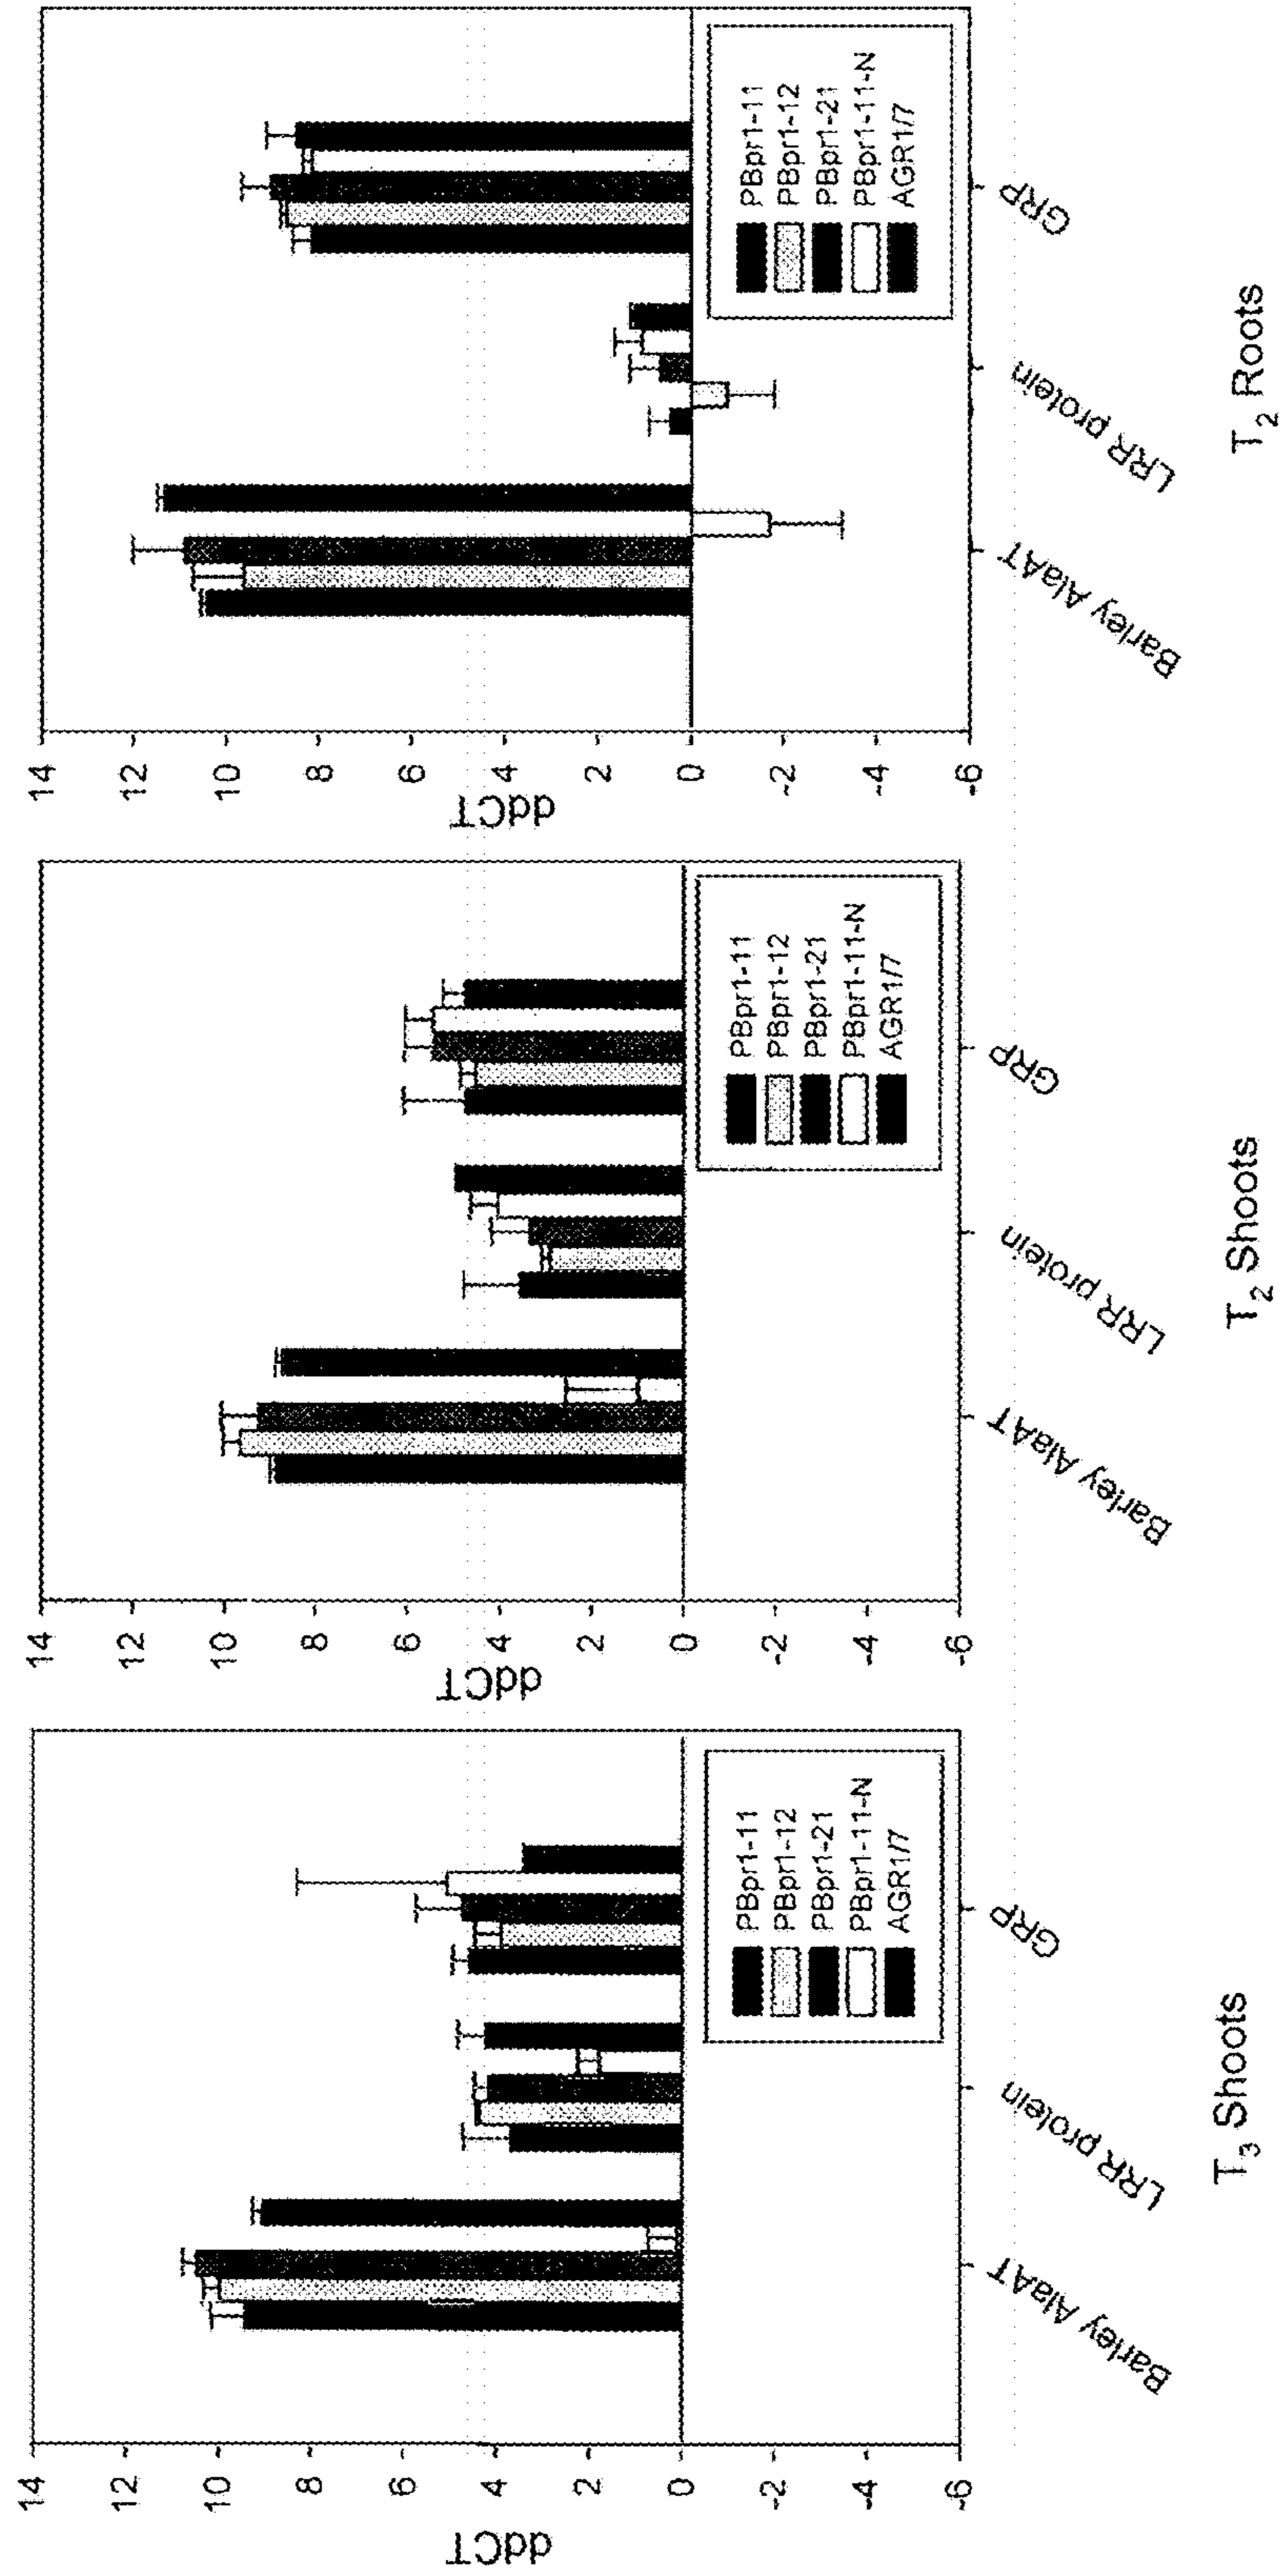 14
12
10
8
6
4
2
0
-2
-4
-6
ddCT
PBpr1-11
PBpr1-12
PBpr1-21
PBpr1-11-N
AGR1/7
Barley AlaAT
LRR protein
GRP
T3 Shoots
14
12
10
8
6
4
2
0
-2
-4
-6
ddCT
PBpr1-11
PBpr1-12
PBpr1-21
PBpr1-11-N
AGR1/7
Barley AlaAT
LRR protein
GRP
T2 Shoots
14
12
10
8
6
4
2
0
-2
-4
-6
ddCT
PBpr1-11
PBpr1-12
PBpr1-21
PBpr1-11-N
AGR1/7
Barley AlaAT
LRR protein
GRP
T2 Roots